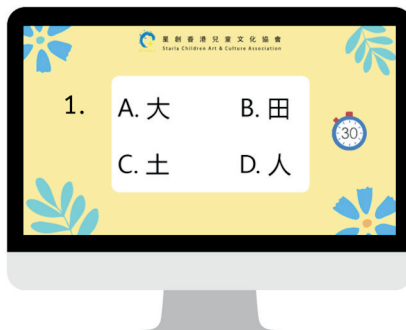 星創香港兒童文化協會
Starla Children Art & Culture Association
1. A. 大 B. 田
C. 土 D. 人
30